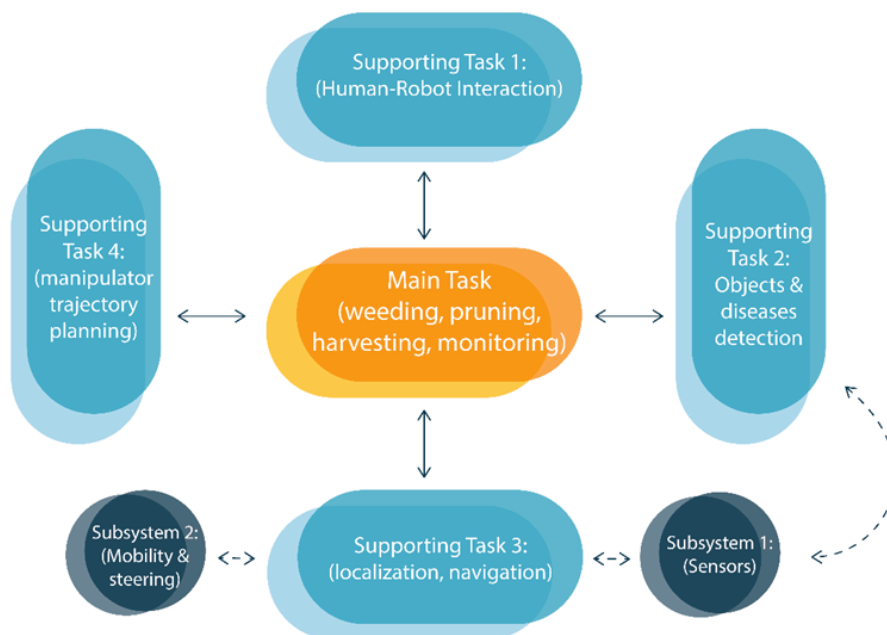 Supporting Task 1:
(Human-Robot Interaction)
Supporting
Task 4:
(manipulator
trajectory
planning)
Main Task
(weeding, pruning,
harvesting, monitoring)
Supporting
Task 2:
Objects &
diseases
detection
Subsystem 2:
(Mobility &
steering)
Supporting Task 3:
(localization, navigation)
Subsystem 1:
(Sensors)